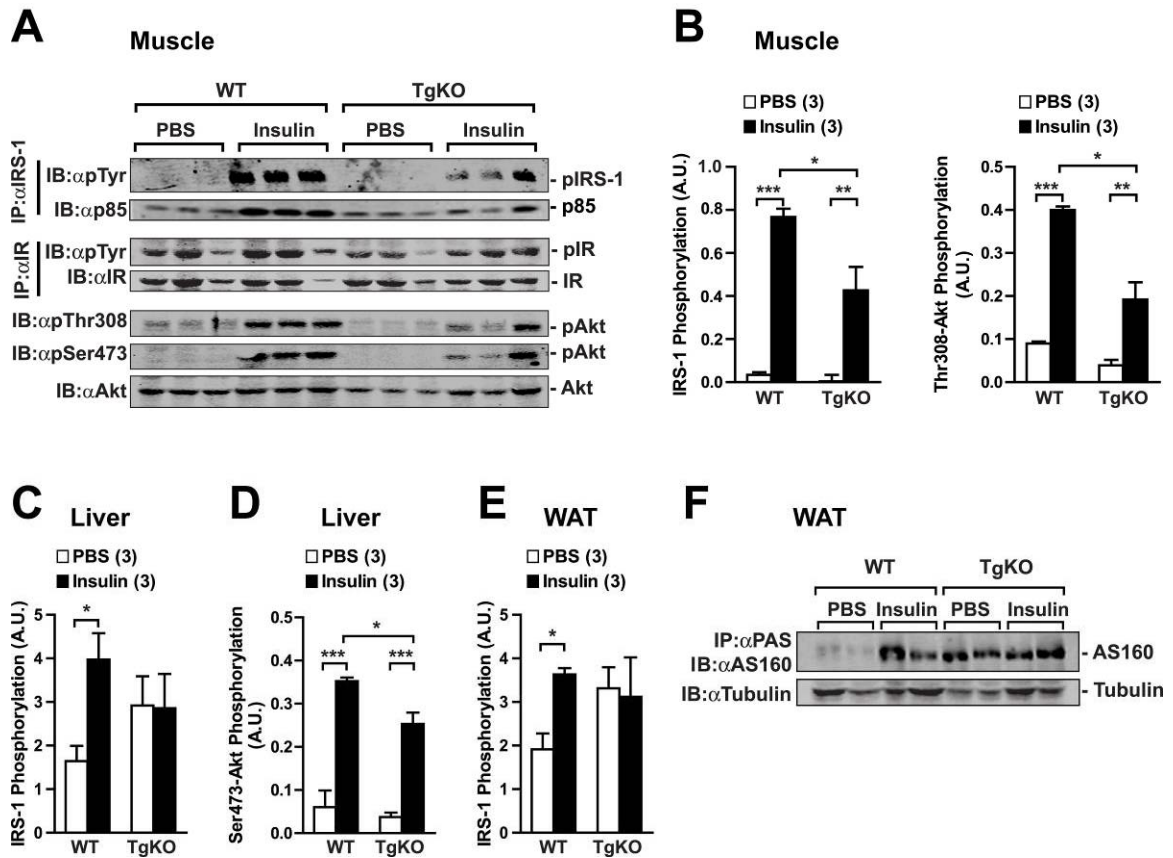 A
Muscle
WT
TgKO
PBS
Insulin
PBS
Insulin
IP:αIRS-1
IB:αpTyr
- pIRS-1
IB:αp85
- p85
IP:αIR
IB:αpTyr
- pIR
IB:αIR
- IR
IB:αpThr308
- pAkt
IB:αpSer473
- pAkt
IB:αAkt
- Akt
B
Muscle
PBS (3)
Insulin (3)
IRS-1 Phosphorylation (A.U.)
0.8
0.6
0.4
0.2
0.0
***
**
*
WT
TgKO
PBS (3)
Insulin (3)
Thr308-Akt Phosphorylation
(A.U.)
0.5
0.4
0.3
0.2
0.1
0.0
***
**
*
WT
TgKO
C
Liver
PBS (3)
Insulin (3)
IRS-1 Phosphorylation (A.U.)
5
4
3
2
1
0
*
WT
TgKO
D
Liver
PBS (3)
Insulin (3)
Ser473-Akt Phosphorylation
(A.U.)
0.5
0.4
0.3
0.2
0.1
0.0
***
***
*
WT
TgKO
E
WAT
PBS (3)
Insulin (3)
IRS-1 Phosphorylation (A.U.)
5
4
3
2
1
0
*
WT
TgKO
F
WAT
WT
TgKO
PBS
Insulin
PBS
Insulin
IP:αPAS
IB:αAS160
- AS160
IB:αTubulin
- Tubulin